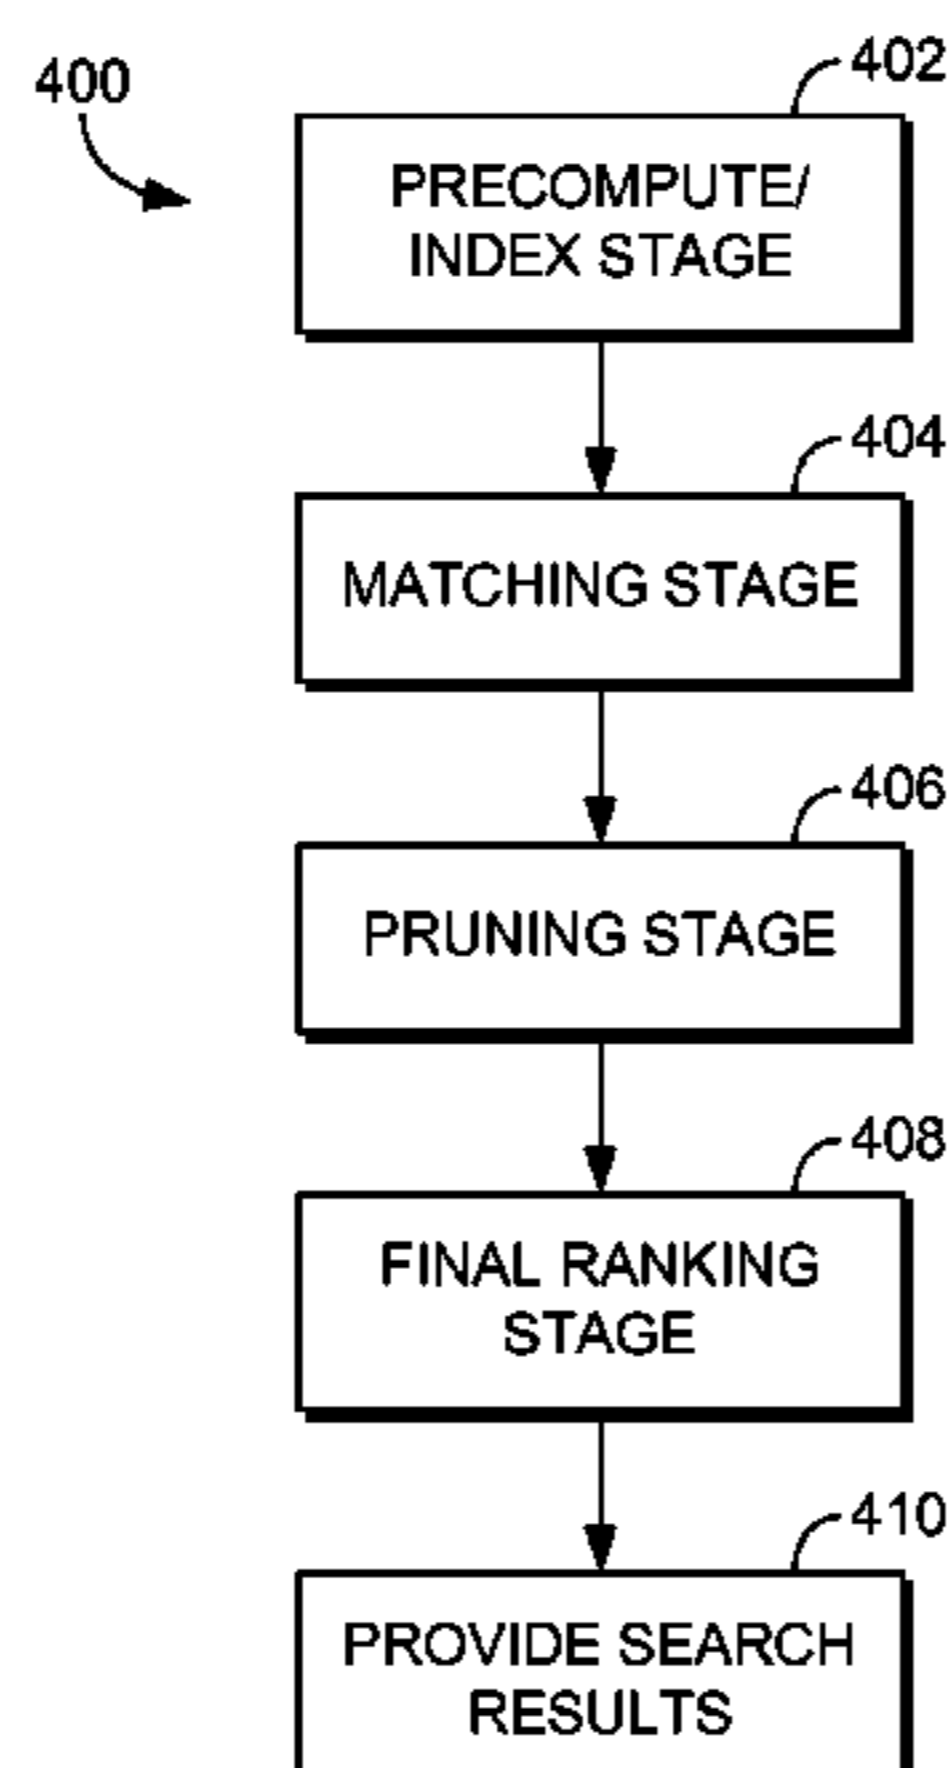 400
402
PRECOMPUTE/
INDEX STAGE
404
MATCHING STAGE
406
PRUNING STAGE
408
FINAL RANKING
STAGE
410
PROVIDE SEARCH
RESULTS